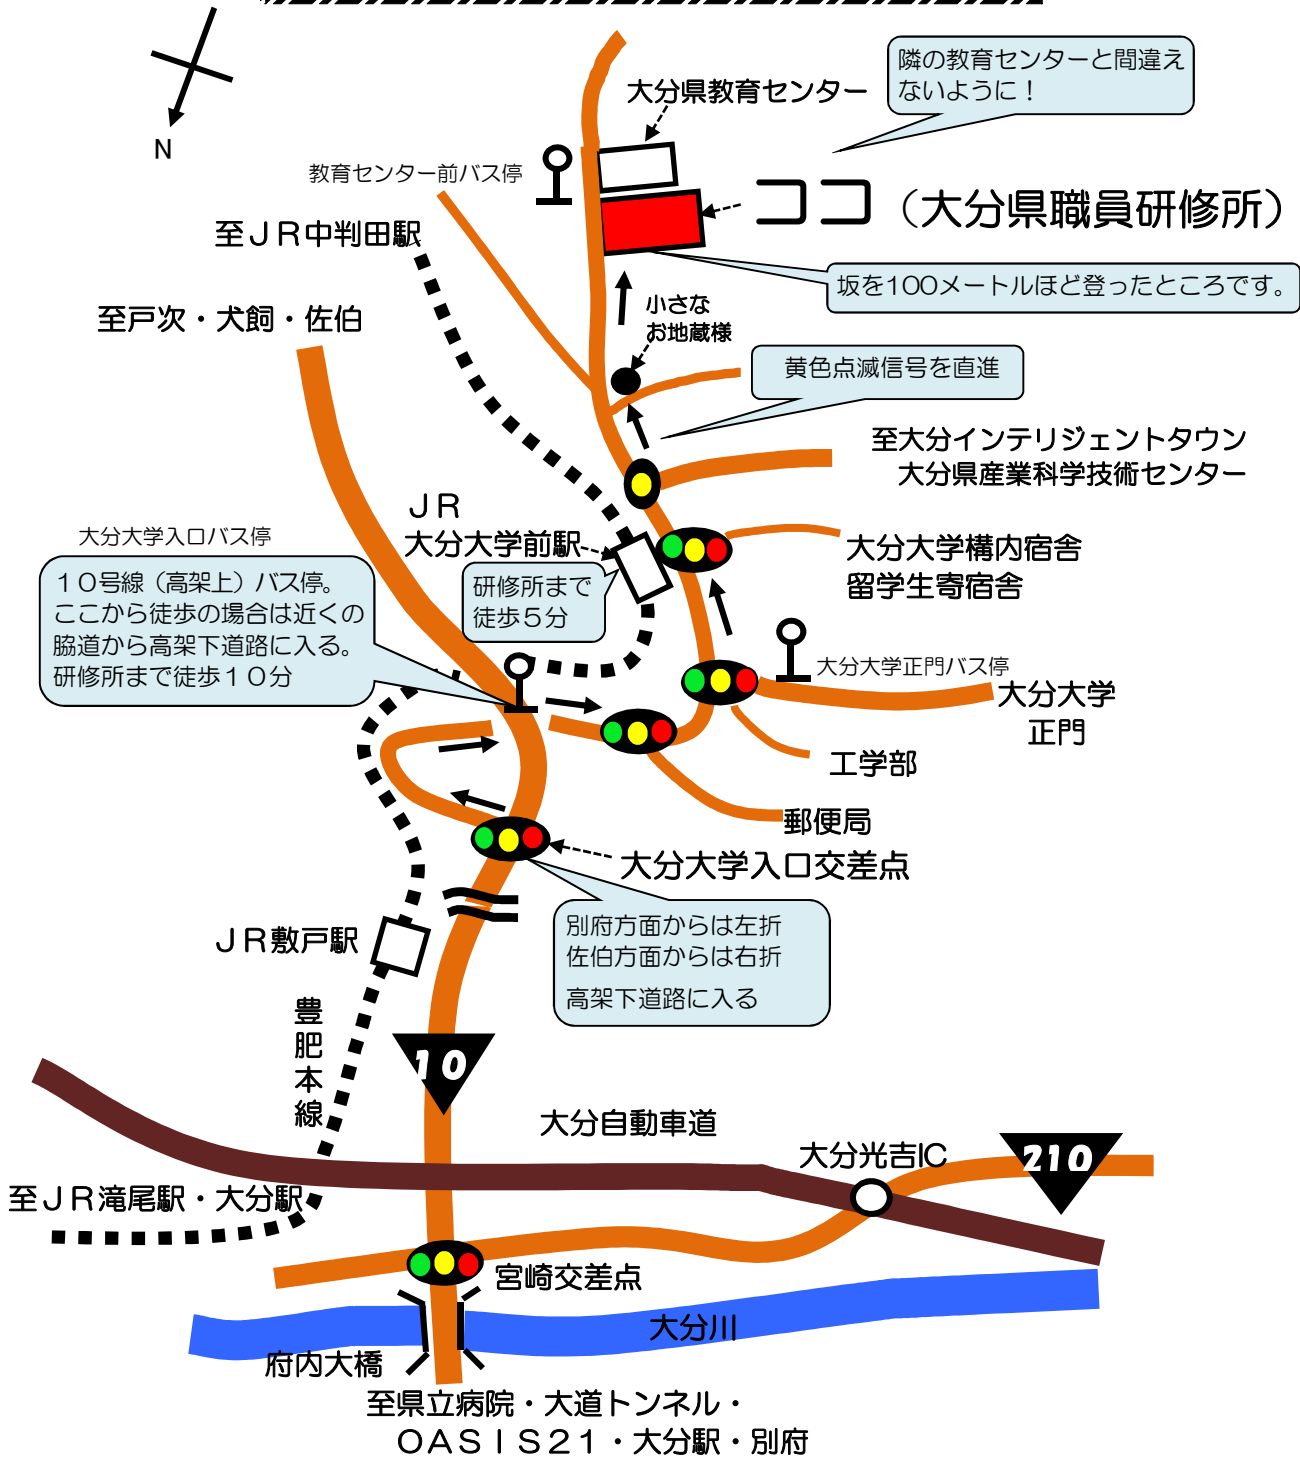 隣の教育センターと間違え
ないように！
大分県教育センター
N
教育センター前バス停
ココ（大分県職員研修所）
至ＪＲ中判田駅
坂を100メートルほど登ったところです。
小さな
お地蔵様
至戸次・犬飼・佐伯
黄色点滅信号を直進
至大分インテリジェントタウン
大分県産業科学技術センター
ＪＲ
大分大学前駅
大分大学入口バス停
１０号線（高架上）バス停。
ここから徒歩の場合は近くの
脇道から高架下道路に入る。
研修所まで徒歩１０分
研修所まで
徒歩５分
大分大学構内宿舎
留学生寄宿舎
大分大学正門バス停
大分大学
正門
工学部
郵便局
大分大学入口交差点
別府方面からは左折
佐伯方面からは右折
高架下道路に入る
ＪＲ敷戸駅
豊肥本線
10
大分自動車道
大分光吉IC
210
至ＪＲ滝尾駅・大分駅
宮崎交差点
大分川
府内大橋
至県立病院・大道トンネル・
ＯＡＳＩＳ２１・大分駅・別府